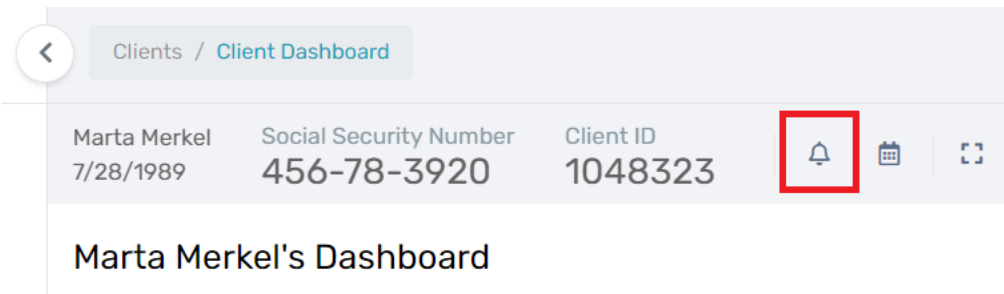 Clients / Client Dashboard
Marta Merkel Social Security Number Client ID
7/28/1989 456-78-3920 1048323
Marta Merkel's Dashboard